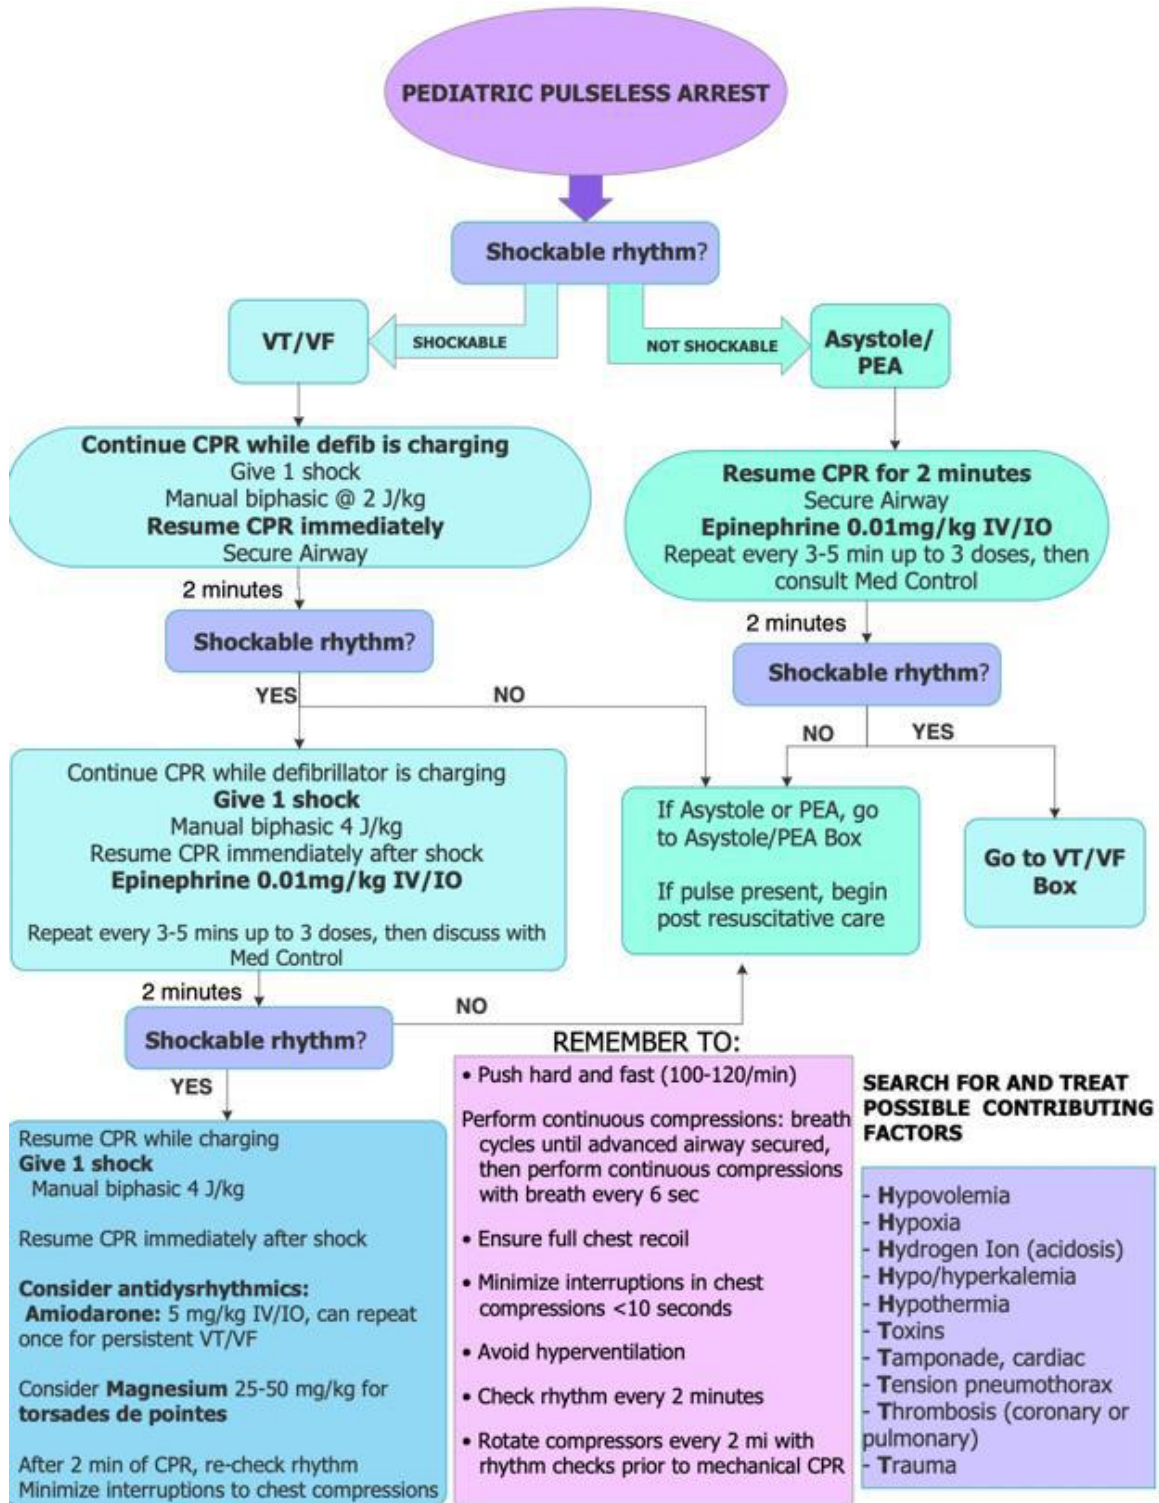 PEDIATRIC PULSELESS ARREST
Shockable rhythm?
VT/VF
SHOCKABLE
NOT SHOCKABLE
Asystole/
PEA
Continue CPR while defib is charging
Give 1 shock
Manual biphasic @ 2 J/kg
Resume CPR immediately
Secure Airway
Resume CPR for 2 minutes
Secure Airway
Epinephrine 0.01mg/kg IV/IO
Repeat every 3-5 min up to 3 doses, then
consult Med Control
2 minutes
Shockable rhythm?
2 minutes
Shockable rhythm?
YES
NO
NO
YES
Continue CPR while defibrillator is charging
Give 1 shock
Manual biphasic 4 J/kg
Resume CPR immendiately after shock
Epinephrine 0.01mg/kg IV/IO
Repeat every 3-5 mins up to 3 doses, then discuss with
Med Control
If Asystole or PEA, go
to Asystole/PEA Box
If pulse present, begin
post resuscitative care
Go to VT/VF
Box
2 minutes
Shockable rhythm?
NO
YES
Resume CPR while charging
Give 1 shock
Manual biphasic 4 J/kg
Resume CPR immediately after shock
Consider antidysrhythmics:
Amiodarone: 5 mg/kg IV/IO, can repeat
once for persistent VT/VF
Consider Magnesium 25-50 mg/kg for
torsades de pointes
After 2 min of CPR, re-check rhythm
Minimize interruptions to chest compressions
REMEMBER TO:
• Push hard and fast (100-120/min)
Perform continuous compressions: breath
cycles until advanced airway secured,
then perform continuous compressions
with breath every 6 sec
• Ensure full chest recoil
• Minimize interruptions in chest
compressions <10 seconds
• Avoid hyperventilation
• Check rhythm every 2 minutes
• Rotate compressors every 2 mi with
rhythm checks prior to mechanical CPR
SEARCH FOR AND TREAT
POSSIBLE CONTRIBUTING
FACTORS
- Hypovolemia
- Hypoxia
- Hydrogen Ion (acidosis)
- Hypo/hyperkalemia
- Hypothermia
- Toxins
- Tamponade, cardiac
- Tension pneumothorax
- Thrombosis (coronary or
pulmonary)
- Trauma